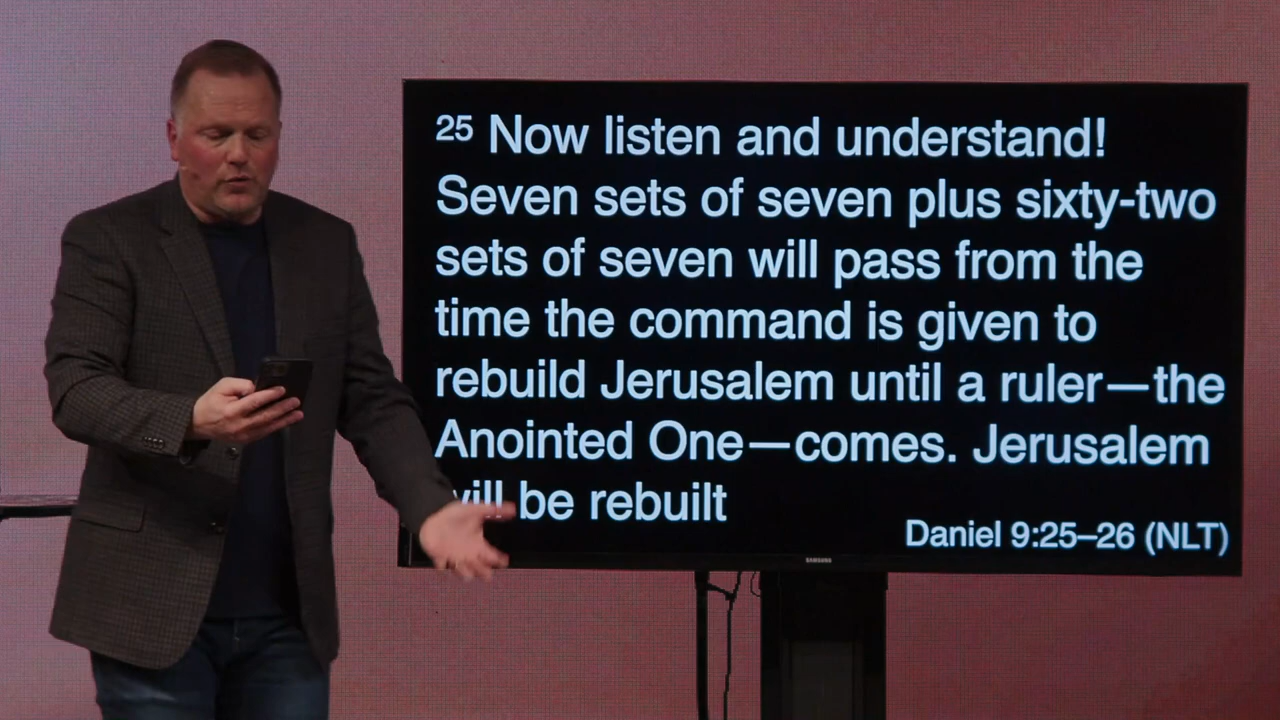 25 Now listen and understand!
Seven sets of seven plus sixty-two
sets of seven will pass from the
time the command is given to
rebuild Jerusalem until a ruler—the
Anointed One—comes. Jerusalem
will be rebuilt
Daniel 9:25–26 (NLT)
SAMSUNG